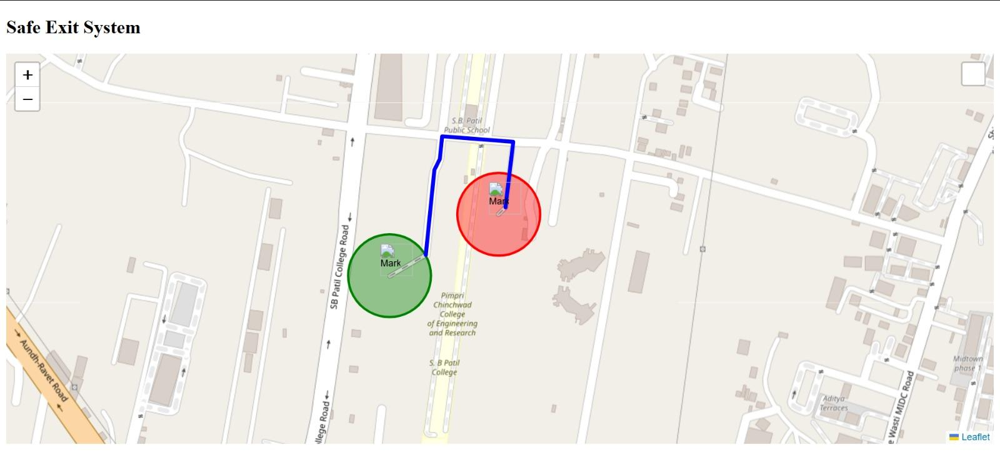 Safe Exit System
+
−
S.B. Patil
Public School
Mark
Mark
SB Patil College Road
Pimpri
Chinchwad
College
of Engineering
and Research
S. B Patil
College
Aundh-Ravet Road
ollege Road
Midtown
phase 1
Aditya
Terraces
e Wasti MIDC Road
Leaflet